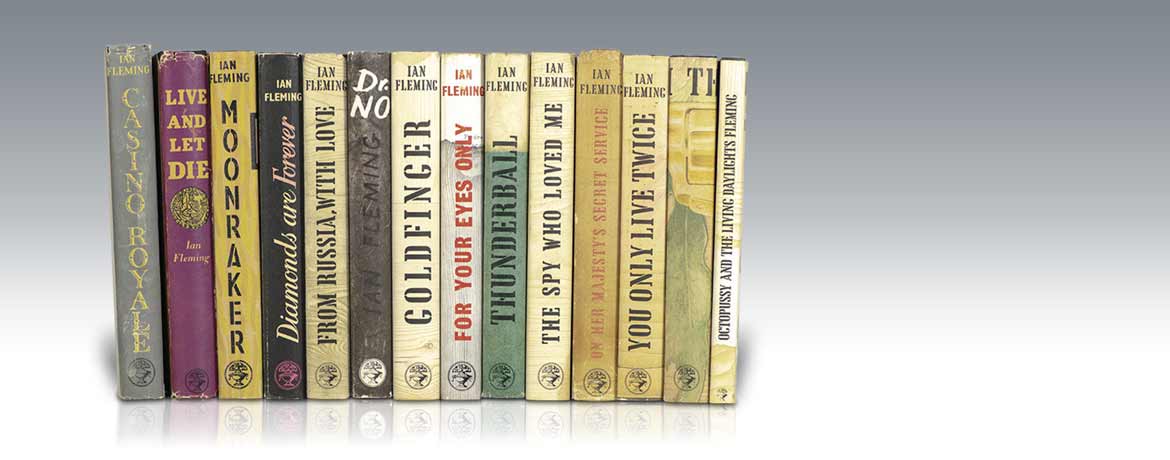 IAN
FLEMING
CASINO ROYALE
LIVE
AND
LET
DIE
Ian
Fleming
IAN
FLEMING
MOONRAKER
IAN
FLEMING
Diamonds are Forever
IAN
FLEMING
FROM RUSSIA, WITH LOVE
Dr.
NO
IAN FLEMING
IAN
FLEMING
GOLDFINGER
IAN
FLEMING
FOR YOUR EYES ONLY
IAN
FLEMING
THUNDERBALL
IAN
FLEMING
THE SPY WHO LOVED ME
IAN
FLEMING
ON HER MAJESTY'S SECRET SERVICE
IAN
FLEMING
YOU ONLY LIVE TWICE
OCTOPUSSY AND THE LIVING DAYLIGHTS FLEMING